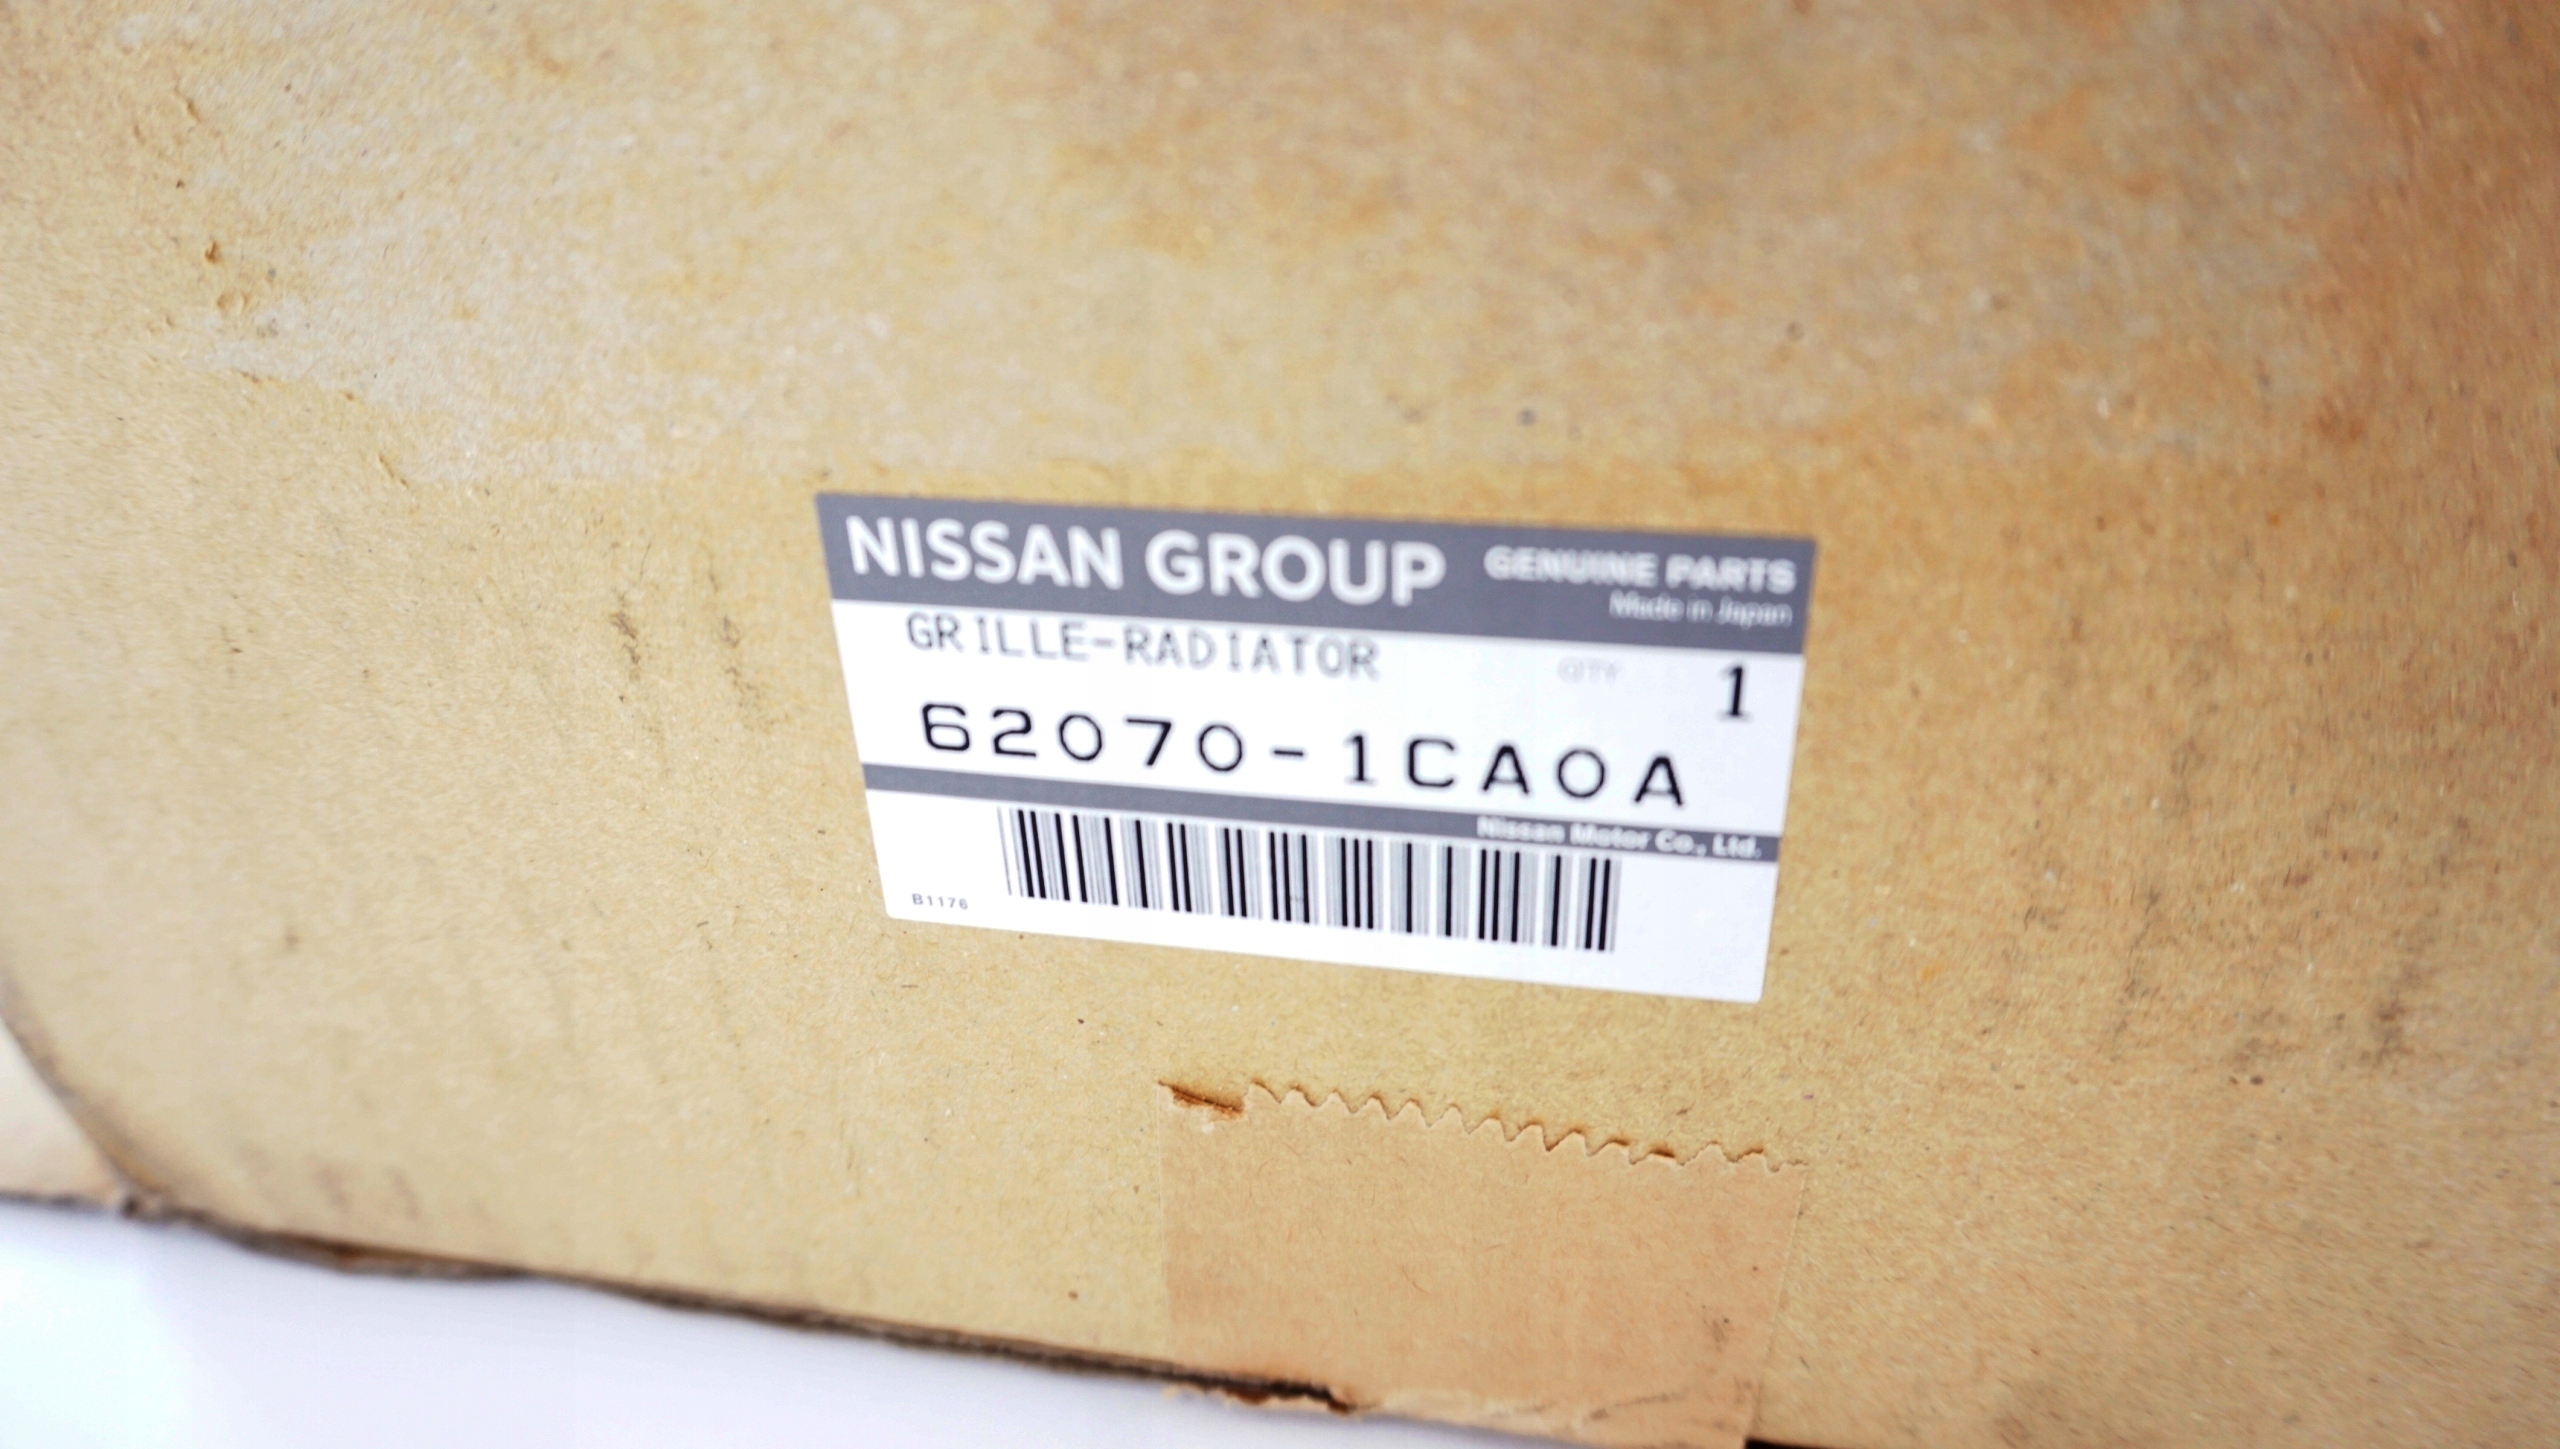 NISSAN GROUP GENUINE PARTS
Made in Japan
GRILLE-RADIATOR QTY 1
62070-1CA0A
Nissan Motor Co., Ltd.
B1176